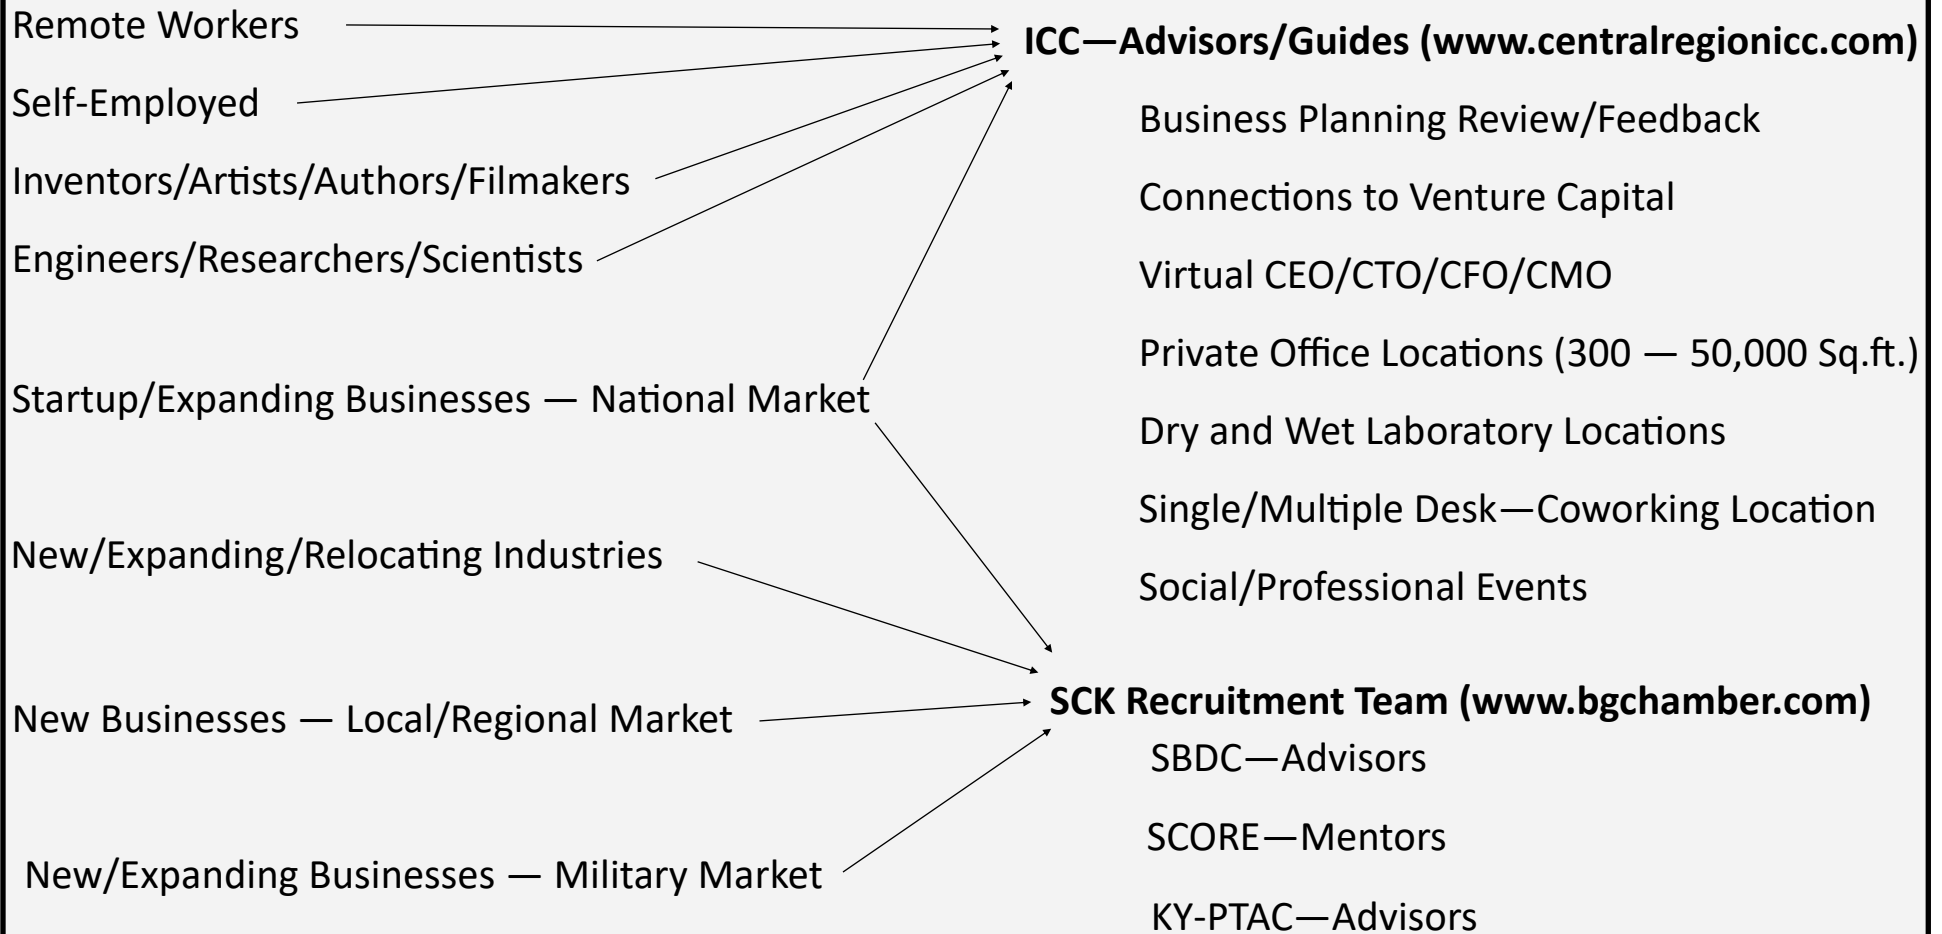 Remote Workers
Self-Employed
Inventors/Artists/Authors/Filmakers
Engineers/Researchers/Scientists
Startup/Expanding Businesses — National Market
New/Expanding/Relocating Industries
New Businesses — Local/Regional Market
New/Expanding Businesses — Military Market
ICC—Advisors/Guides (www.centralregionicc.com)
Business Planning Review/Feedback
Connections to Venture Capital
Virtual CEO/CTO/CFO/CMO
Private Office Locations (300 — 50,000 Sq.ft.)
Dry and Wet Laboratory Locations
Single/Multiple Desk—Coworking Location
Social/Professional Events
SCK Recruitment Team (www.bgchamber.com)
SBDC—Advisors
SCORE—Mentors
KY-PTAC—Advisors